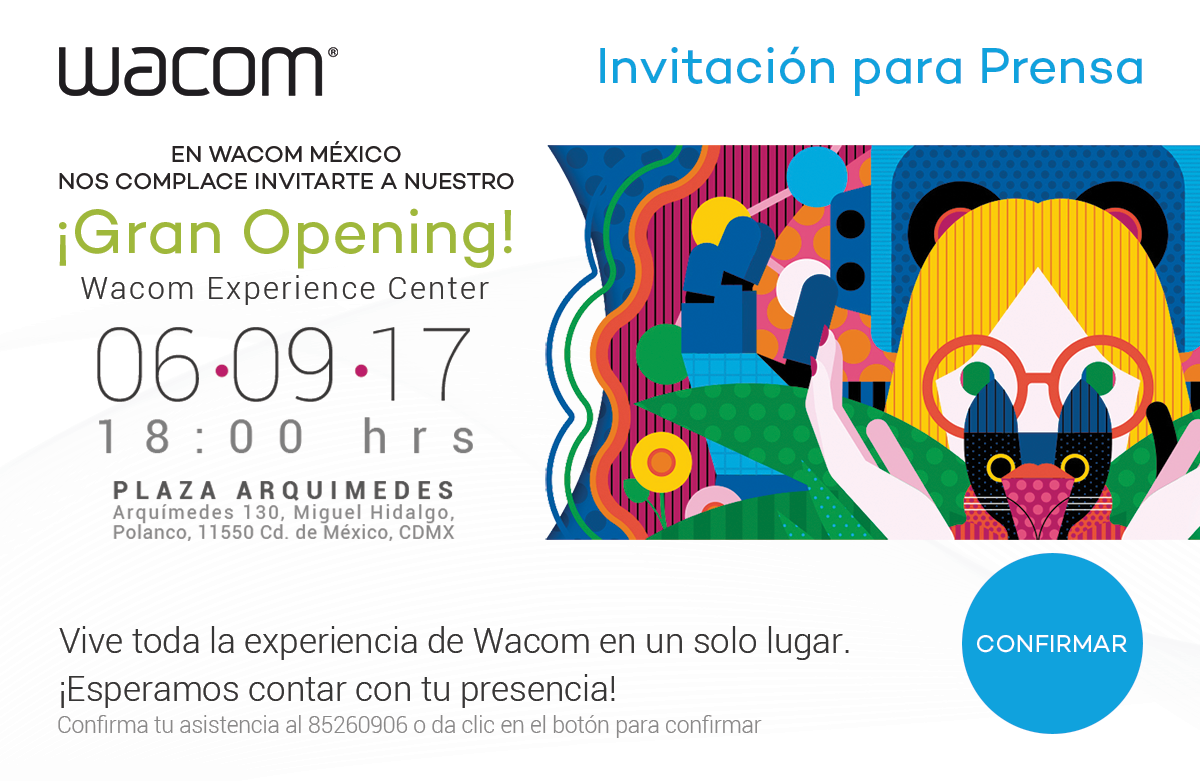 wacom®
Invitación para Prensa
EN WACOM MÉXICO
NOS COMPLACE INVITARTE A NUESTRO
¡Gran Opening!
Wacom Experience Center
06•09•17
18:00 hrs
PLAZA ARQUIMEDES
Arquímedes 130, Miguel Hidalgo,
Polanco, 11550 Cd. de México, CDMX
Vive toda la experiencia de Wacom en un solo lugar.
¡Esperamos contar con tu presencia!
Confirma tu asistencia al 85260906 o da clic en el botón para confirmar
CONFIRMAR